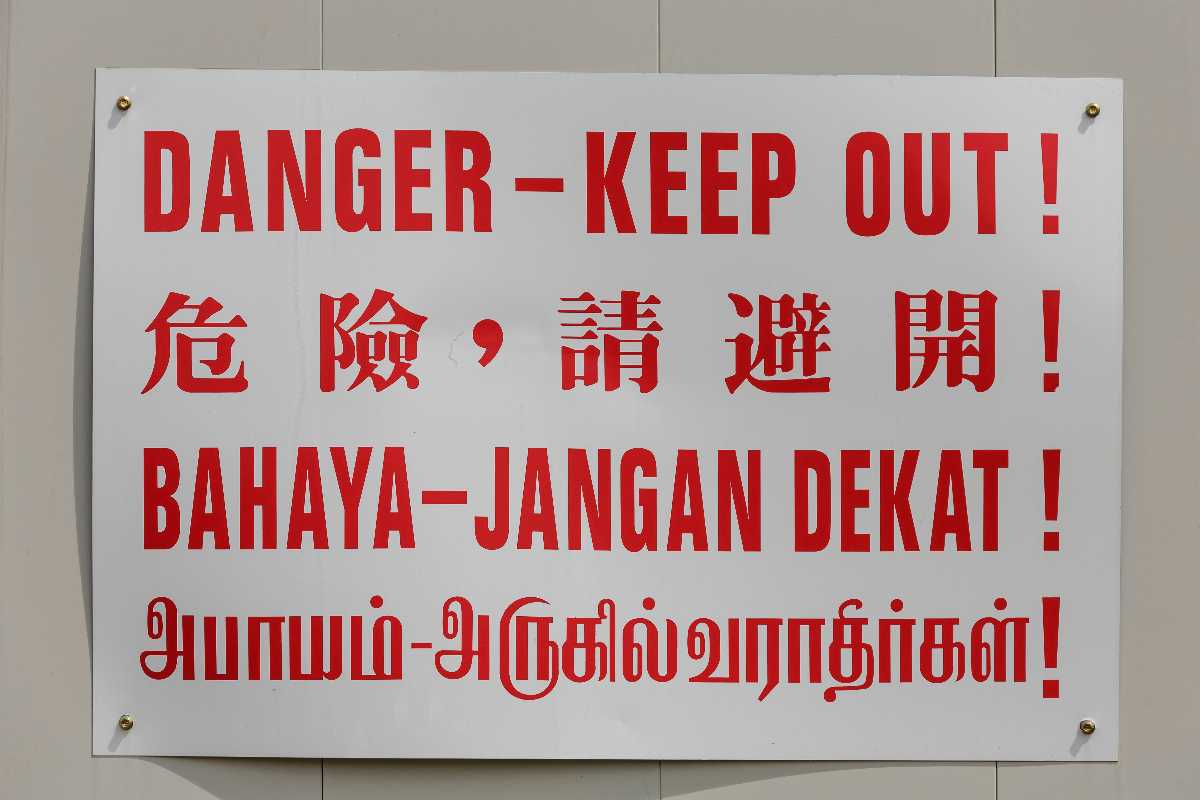 DANGER – KEEP OUT !
危險，請避開！
BAHAYA – JANGAN DEKAT !
அபாயம் - அருகில் வராதீர்கள் !